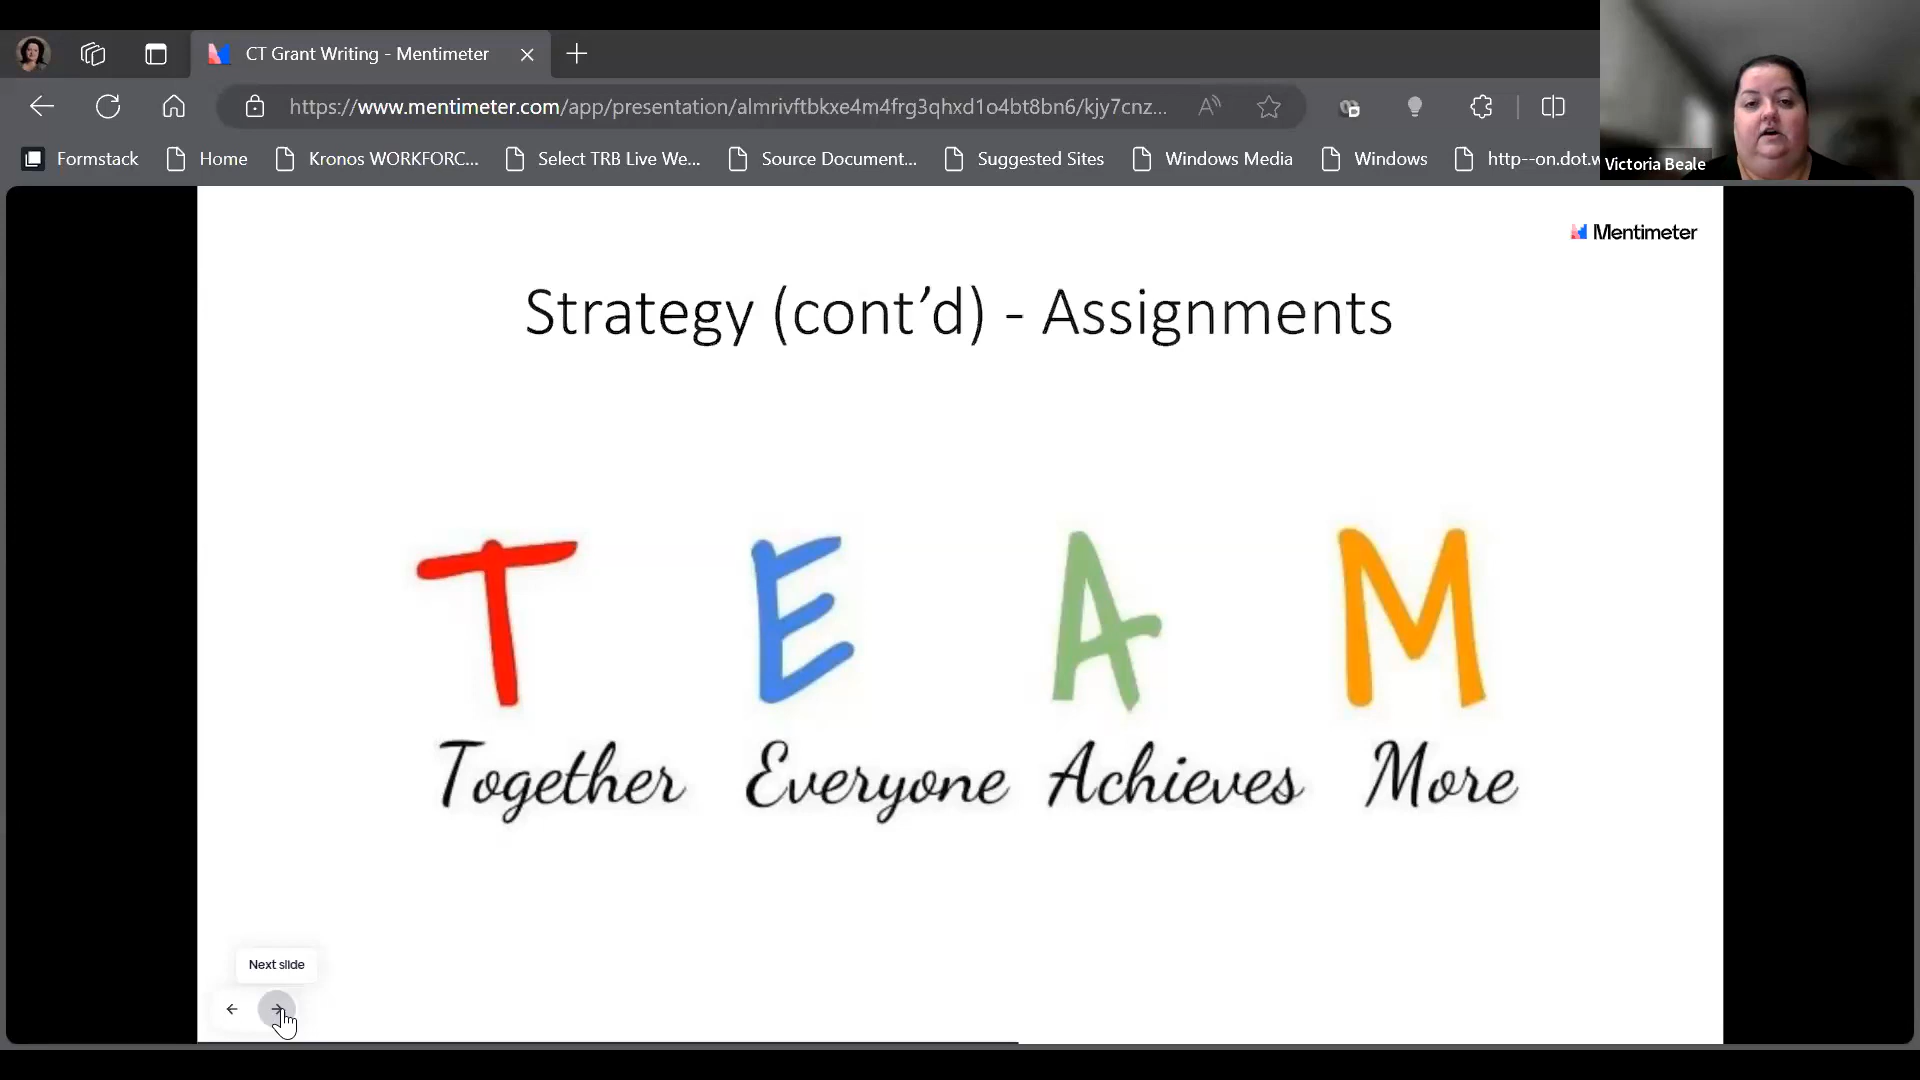 CT Grant Writing - Mentimeter
https://www.mentimeter.com/app/presentation/almrivftbkxe4m4frg3qhxd1o4bt8bn6/kjy7cnz...
Formstack
Home
Kronos WORKFORC...
Select TRB Live We...
Source Document...
Suggested Sites
Windows Media
Windows
http--on.dot.w
Victoria Beale
Mentimeter
Strategy (cont’d) - Assignments
T E A M
Together Everyone Achieves More
Next slide